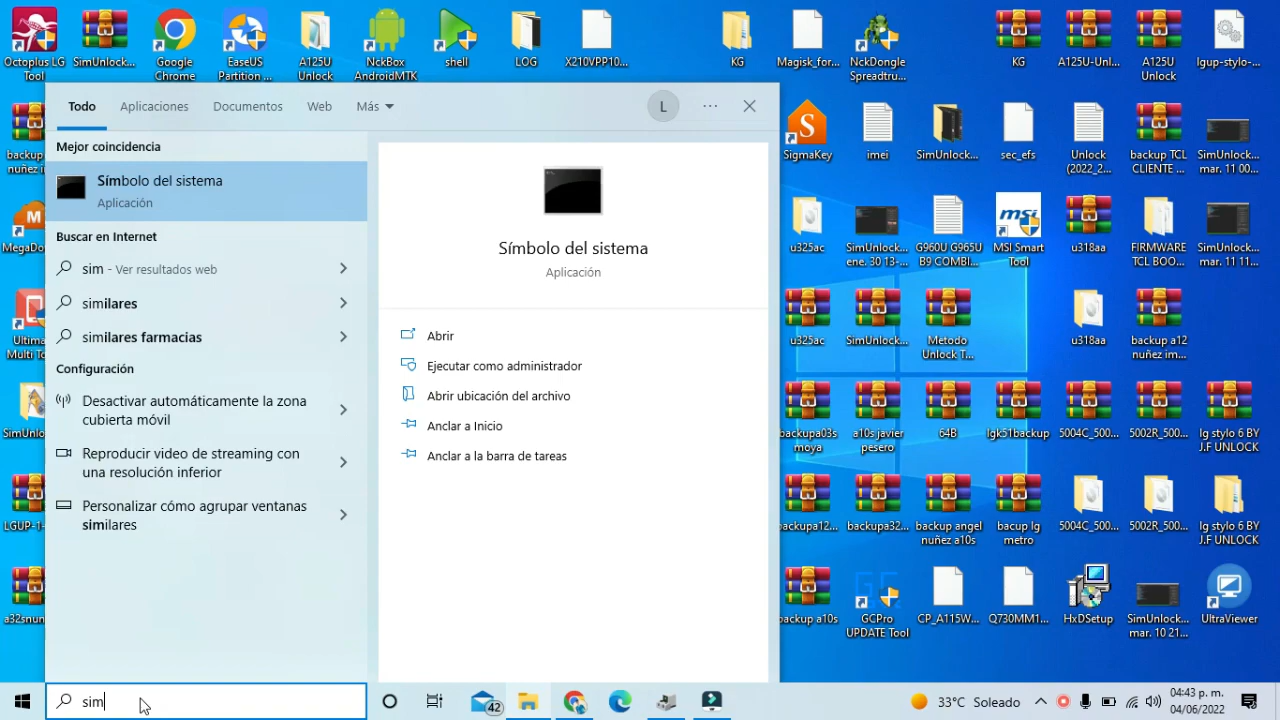 Octoplus LG
Tool
SimUnlock...
Google
Chrome
EaseUS
Partition ...
A125U
Unlock
NckBox
AndroidMTK
shell
LOG
X210VPP10...
KG
Magisk_for...
NckDongle
Spreadtru...
KG
A125U-Unl...
A125U
Unlock
lgup-stylo-...
Todo
Aplicaciones
Documentos
Web
Más
L
Mejor coincidencia
Símbolo del sistema
Aplicación
Buscar en Internet
sim - Ver resultados web
similares
similares farmacias
Configuración
Desactivar automáticamente la zona
cubierta móvil
Reproducir video de streaming con
una resolución inferior
Personalizar cómo agrupar ventanas
similares
Símbolo del sistema
Aplicación
Abrir
Ejecutar como administrador
Abrir ubicación del archivo
Anclar a Inicio
Anclar a la barra de tareas
SigmaKey
imei
SimUnlock...
sec_efs
Unlock
(2022_2...
backup TCL
CLIENTE ...
SimUnlock...
mar. 11 00...
u325ac
SimUnlock...
ene. 30 13-...
G960U G965U
B9 COMBI...
msi
MSI Smart
Tool
u318aa
FIRMWARE
TCL BOO...
SimUnlock...
mar. 11 11...
u325ac
SimUnlock...
Metodo
Unlock T...
u318aa
backup a12
nuñez im...
backupa03s
moya
a10s javier
pesero
64B
lgk51backup
5004C_500...
5002R_500...
lg stylo 6 BY
J.F UNLOCK
backupa12...
backupa32...
backup angel
nuñez a10s
bacup lg
metro
5004C_500...
5002R_500...
lg stylo 6 BY
J.F UNLOCK
backup a10s
GCPro
UPDATE Tool
CP_A115W...
Q730MM1...
HxDSetup
SimUnlock...
mar. 10 21...
UltraViewer
sim
42
33°C Soleado
04:43 p. m.
04/06/2022